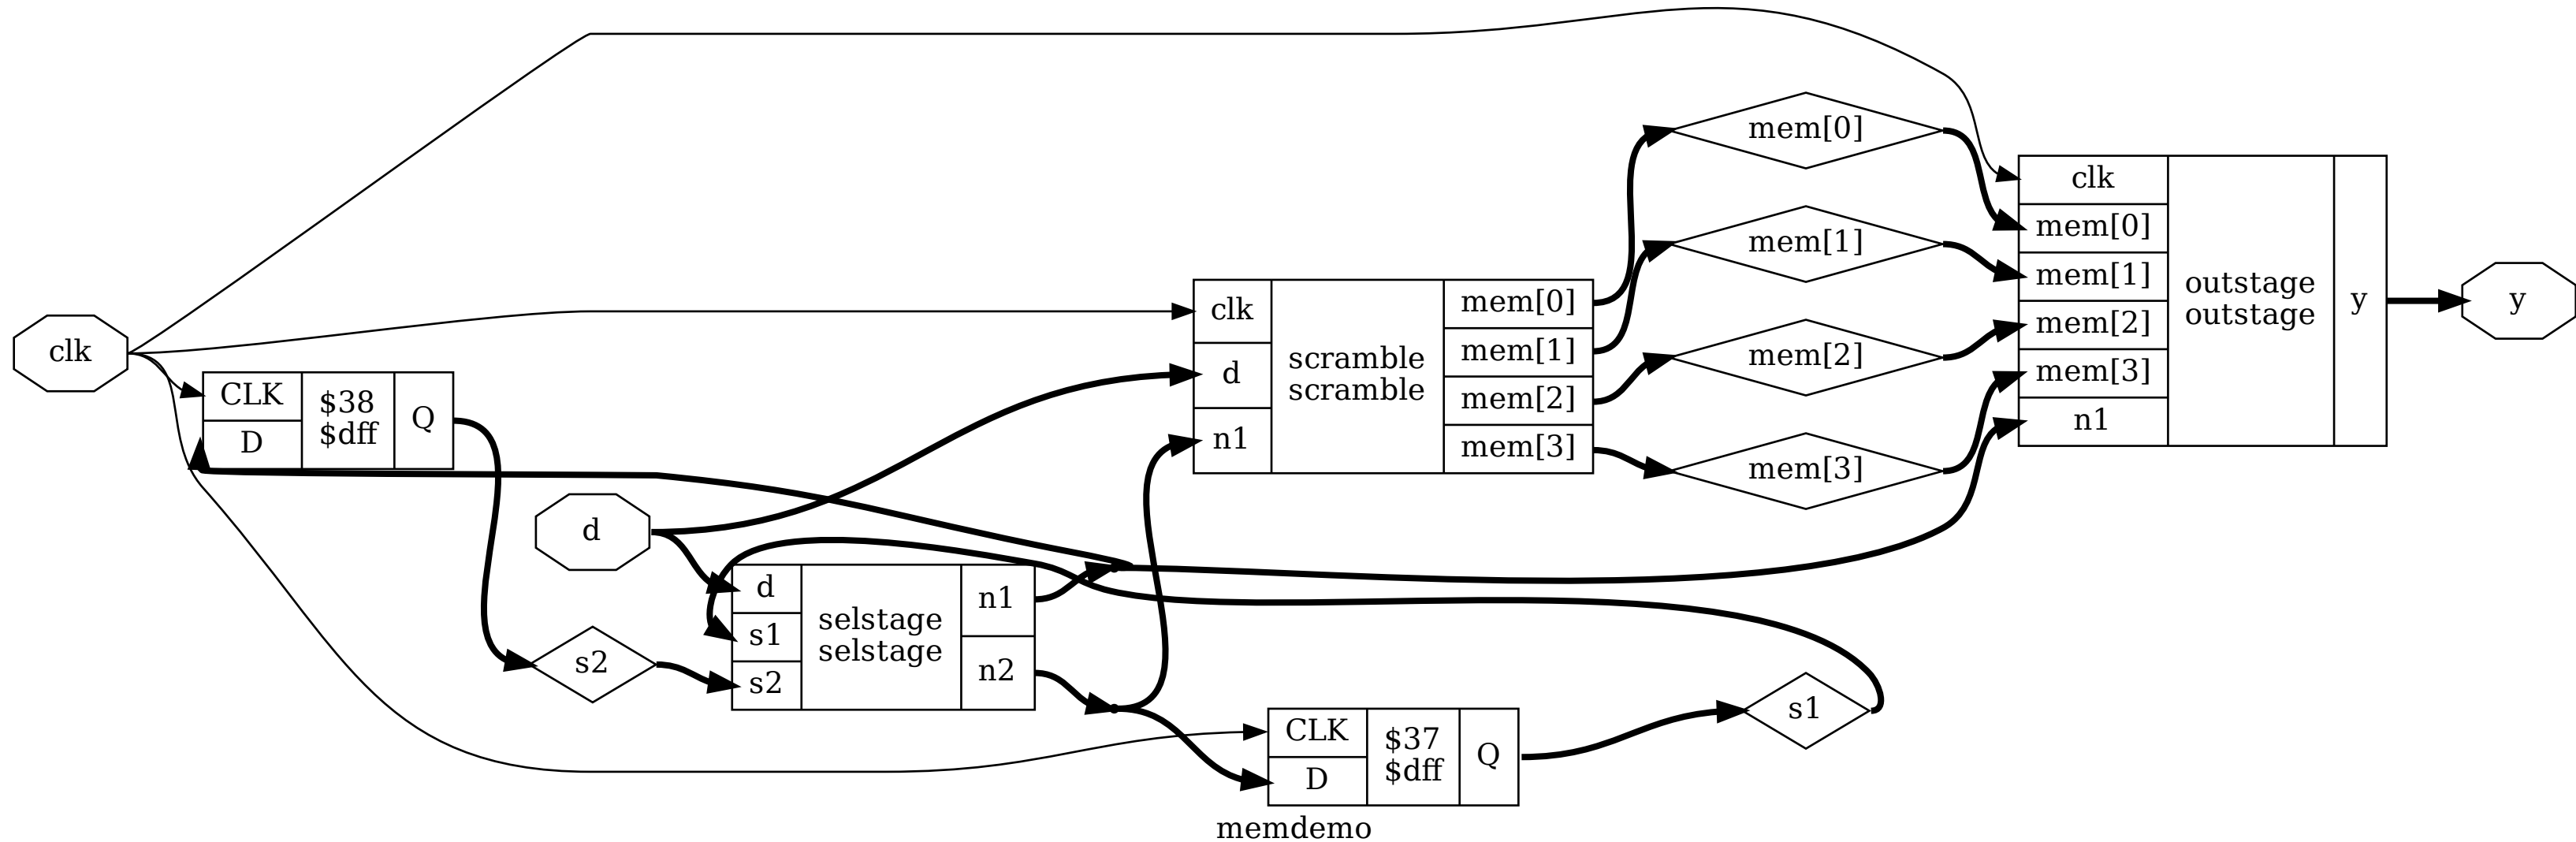 clk
CLK
D
$38
$dff
Q
d
s2
d
s1
s2
selstage
selstage
n1
n2
clk
d
n1
scramble
scramble
mem[0]
mem[1]
mem[2]
mem[3]
CLK
D
$37
$dff
Q
mem[0]
mem[1]
mem[2]
mem[3]
s1
clk
mem[0]
mem[1]
mem[2]
mem[3]
n1
outstage
outstage
y
y
memdemo